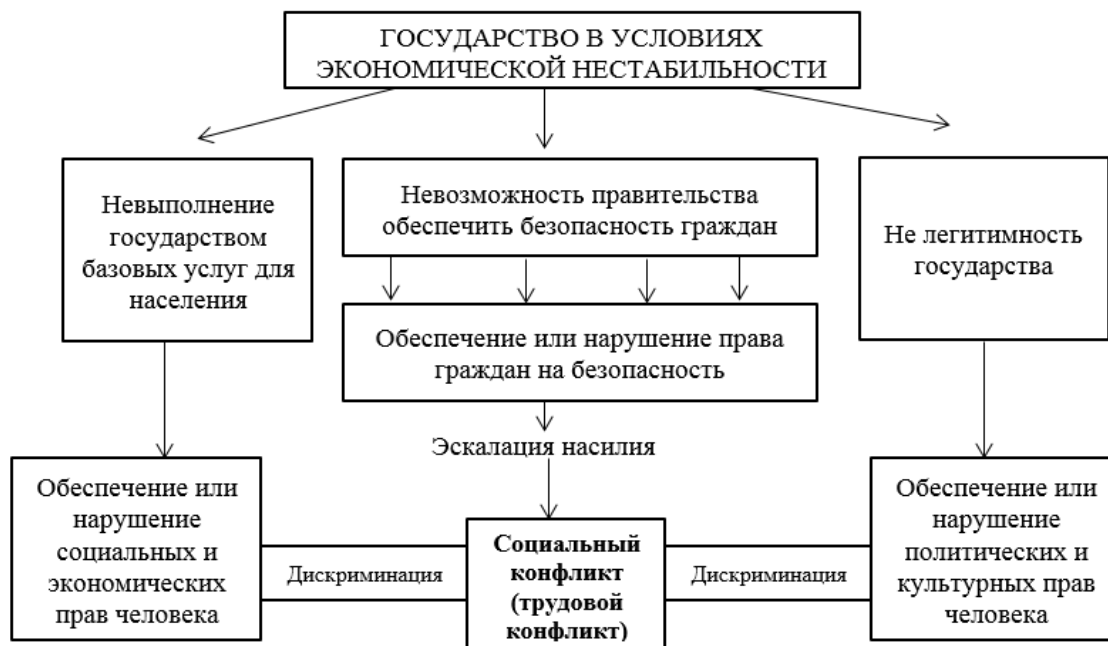 ГОСУДАРСТВО В УСЛОВИЯХ
ЭКОНОМИЧЕСКОЙ НЕСТАБИЛЬНОСТИ
Невыполнение
государством
базовых услуг для
населения
Невозможность правительства
обеспечить безопасность граждан
Не легитимность
государства
Обеспечение или нарушение права
граждан на безопасность
Эскалация насилия
Обеспечение или
нарушение
социальных и
экономических
прав человека
Дискриминация
Социальный
конфликт
(трудовой
конфликт)
Дискриминация
Обеспечение или
нарушение
политических и
культурных прав
человека